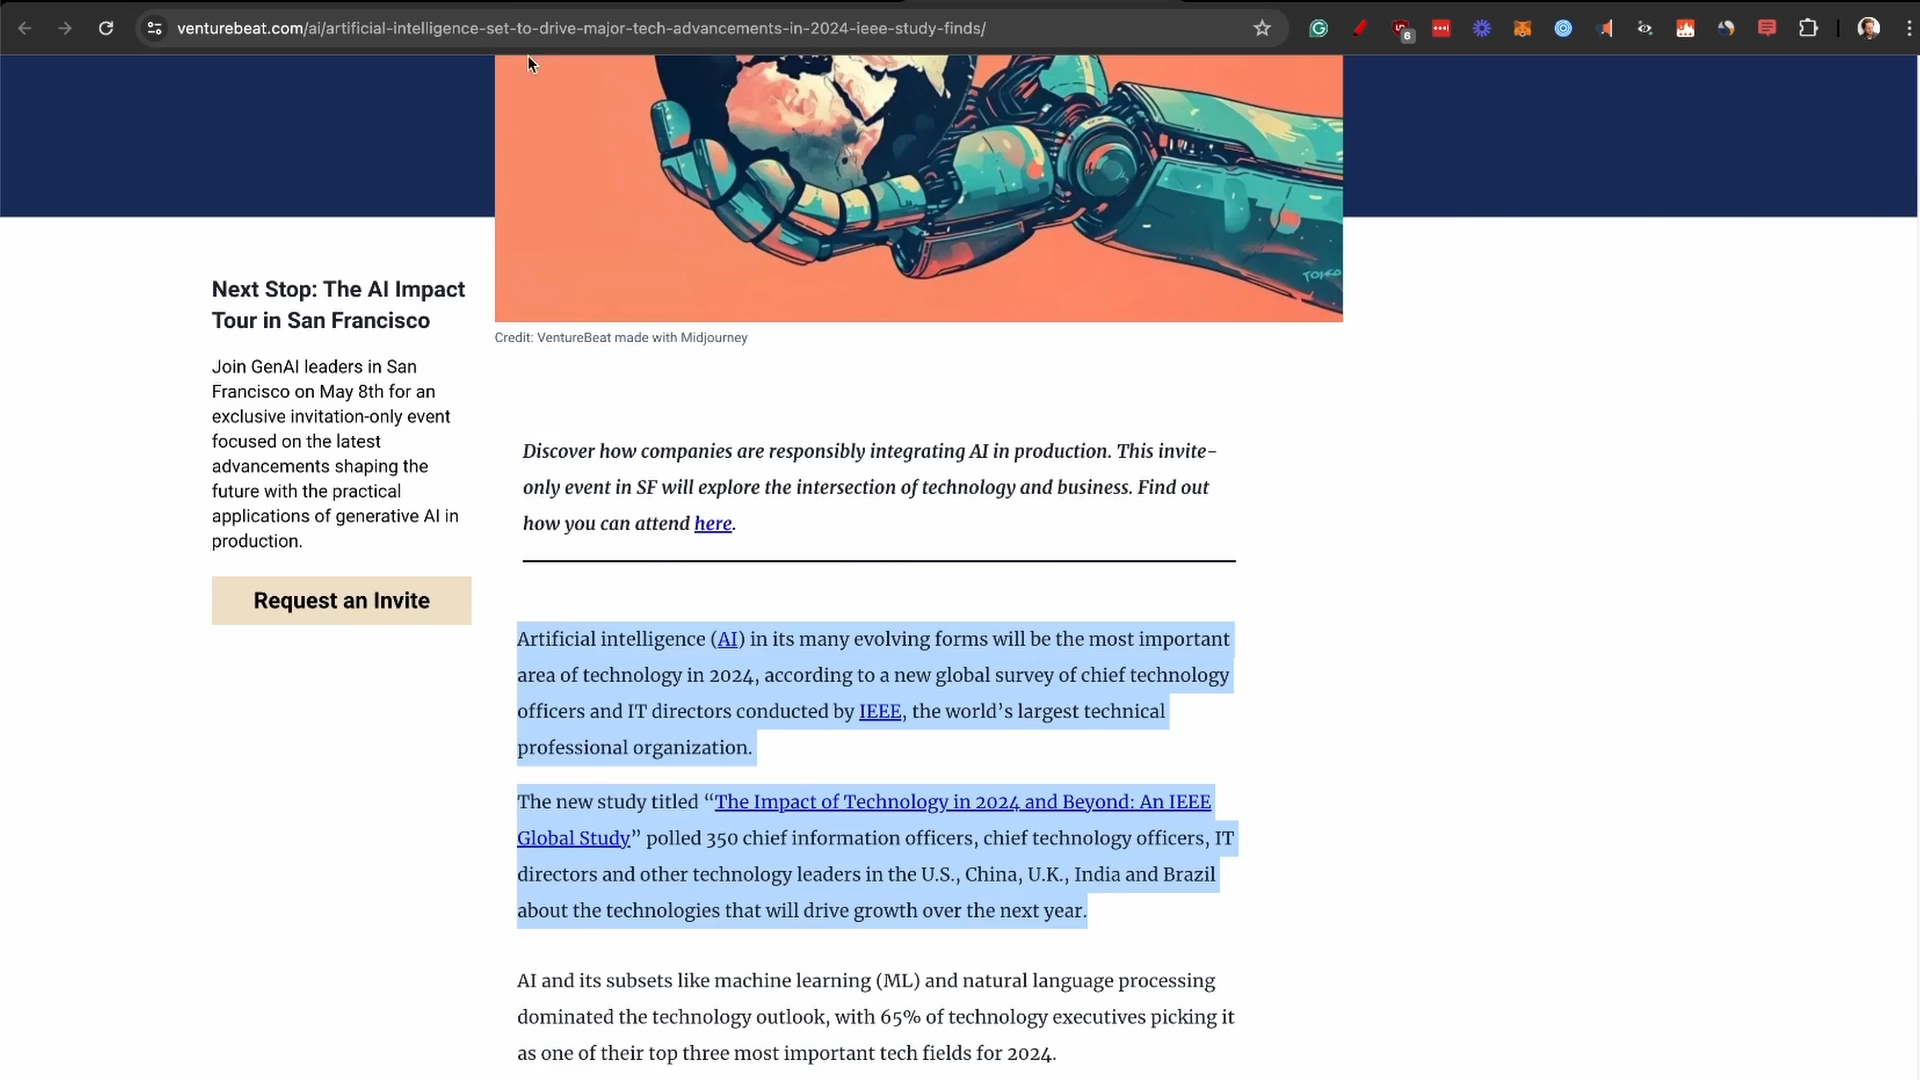 venturebeat.com/ai/artificial-intelligence-set-to-drive-major-tech-advancements-in-2024-ieee-study-finds/
6
Credit: VentureBeat made with Midjourney
Next Stop: The AI Impact
Tour in San Francisco
Join GenAI leaders in San
Francisco on May 8th for an
exclusive invitation-only event
focused on the latest
advancements shaping the
future with the practical
applications of generative AI in
production.
Request an Invite
Discover how companies are responsibly integrating AI in production. This invite-
only event in SF will explore the intersection of technology and business. Find out
how you can attend here.
Artificial intelligence (AI) in its many evolving forms will be the most important
area of technology in 2024, according to a new global survey of chief technology
officers and IT directors conducted by IEEE, the world’s largest technical
professional organization.
The new study titled “The Impact of Technology in 2024 and Beyond: An IEEE
Global Study” polled 350 chief information officers, chief technology officers, IT
directors and other technology leaders in the U.S., China, U.K., India and Brazil
about the technologies that will drive growth over the next year.
AI and its subsets like machine learning (ML) and natural language processing
dominated the technology outlook, with 65% of technology executives picking it
as one of their top three most important tech fields for 2024.